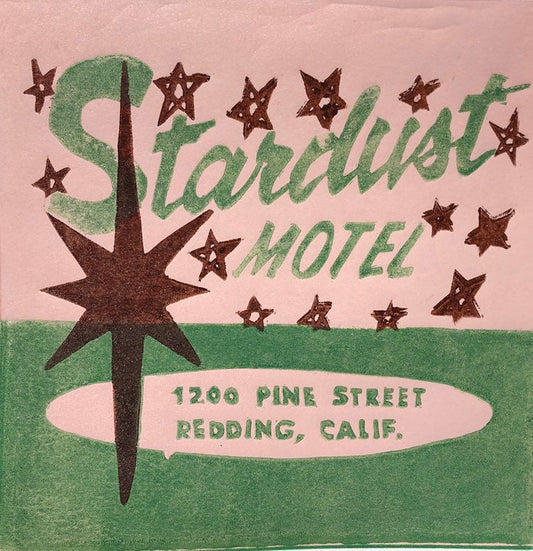 Stardust
MOTEL
1200 PINE STREET
REDDING, CALIF.